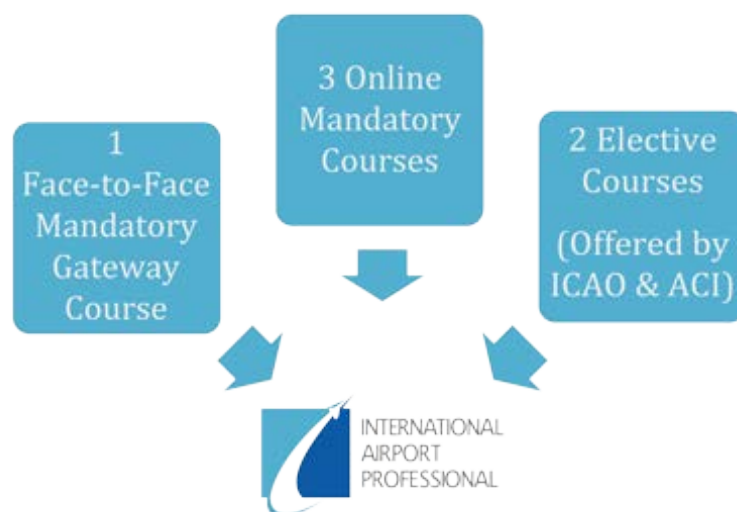 1
Face-to-Face
Mandatory
Gateway
Course
3 Online
Mandatory
Courses
2 Elective
Courses
(Offered by
ICAO & ACI)
INTERNATIONAL
AIRPORT
PROFESSIONAL